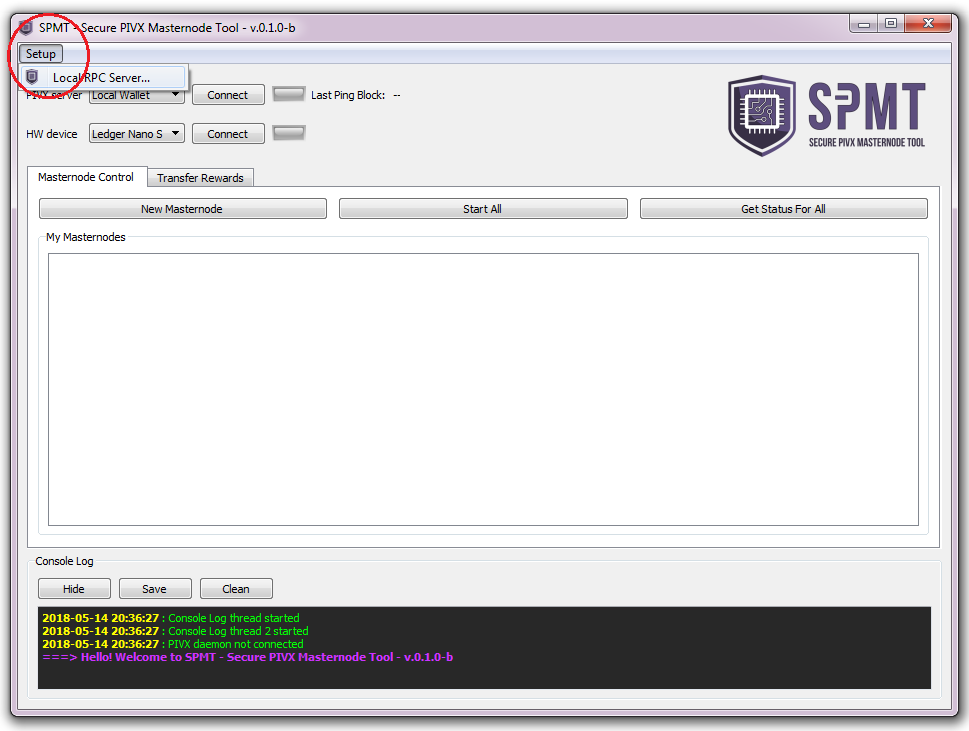 SPMT - Secure PIVX Masternode Tool - v.0.1.0-b
Setup
Local RPC Server...
PIVX server Local Wallet Connect Last Ping Block: --
HW device Ledger Nano S Connect
SPMT
SECURE PIVX MASTERNODE TOOL
Masternode Control Transfer Rewards
New Masternode Start All Get Status For All
My Masternodes
Console Log
Hide Save Clean
2018-05-14 20:36:27 : Console Log thread started
2018-05-14 20:36:27 : Console Log thread 2 started
2018-05-14 20:36:27 : PIVX daemon not connected
===> Hello! Welcome to SPMT - Secure PIVX Masternode Tool - v.0.1.0-b